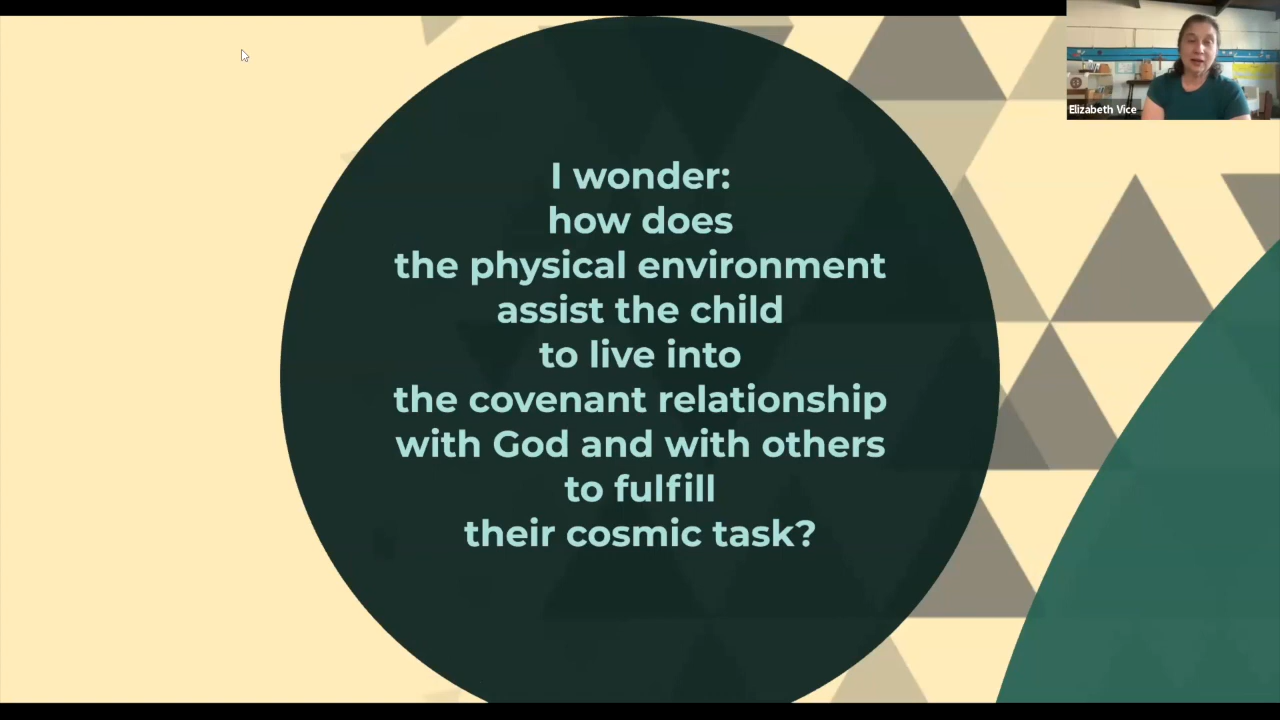 I wonder:
how does
the physical environment
assist the child
to live into
the covenant relationship
with God and with others
to fulfill
their cosmic task?
Elizabeth Vice